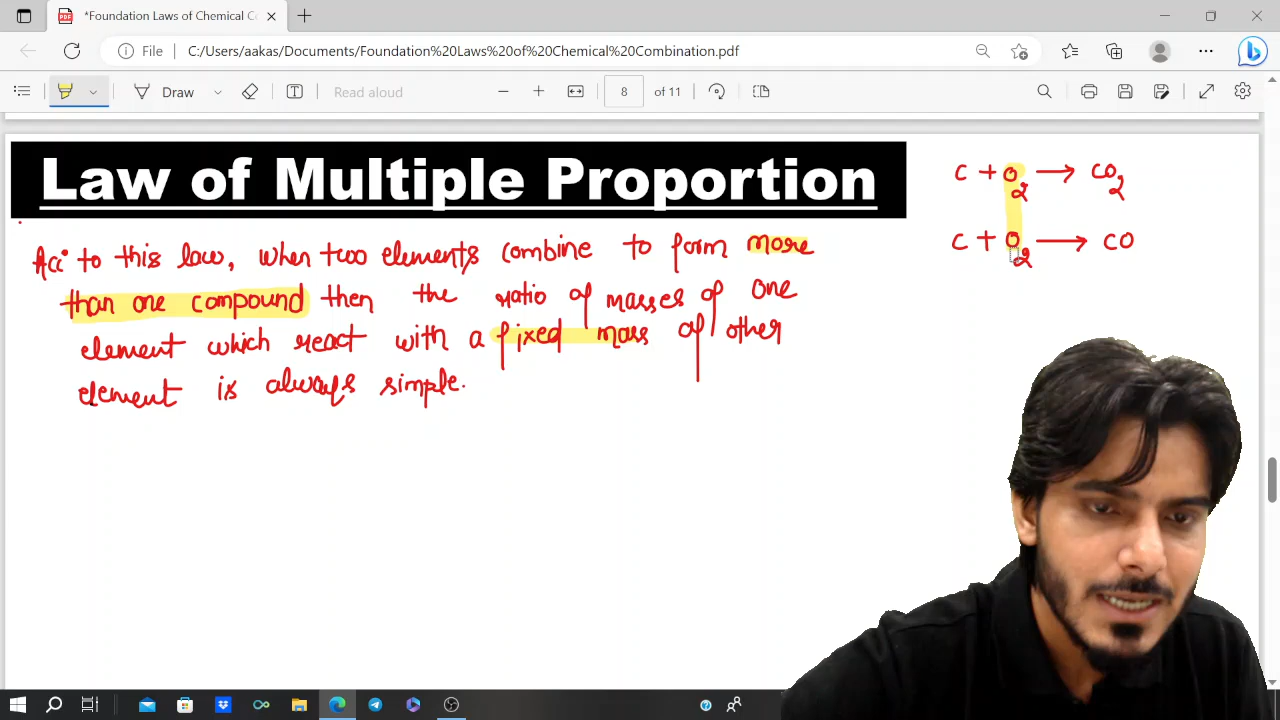 *Foundation Laws of Chemical Co
File
C:/Users/aakas/Documents/Foundation%20Laws%20of%20Chemical%20Combination.pdf
Draw
Read aloud
8 of 11
Law of Multiple Proportion
C + O₂ → CO₂
C + O₂ → CO
Acc. to this law, when two elements combine to form more
than one compound then the ratio of masses of one
element which react with a fixed mass of other
element is always simple.